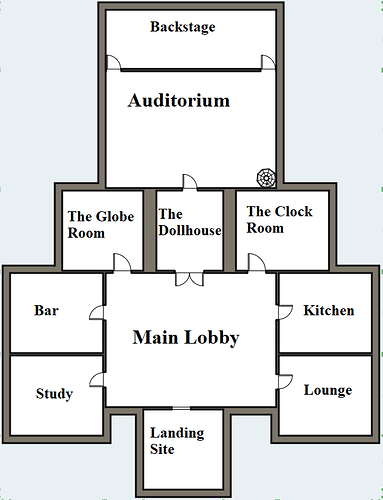 Backstage
Auditorium
The Globe
Room
The
Dollhouse
The Clock
Room
Bar
Main Lobby
Kitchen
Study
Lounge
Landing
Site